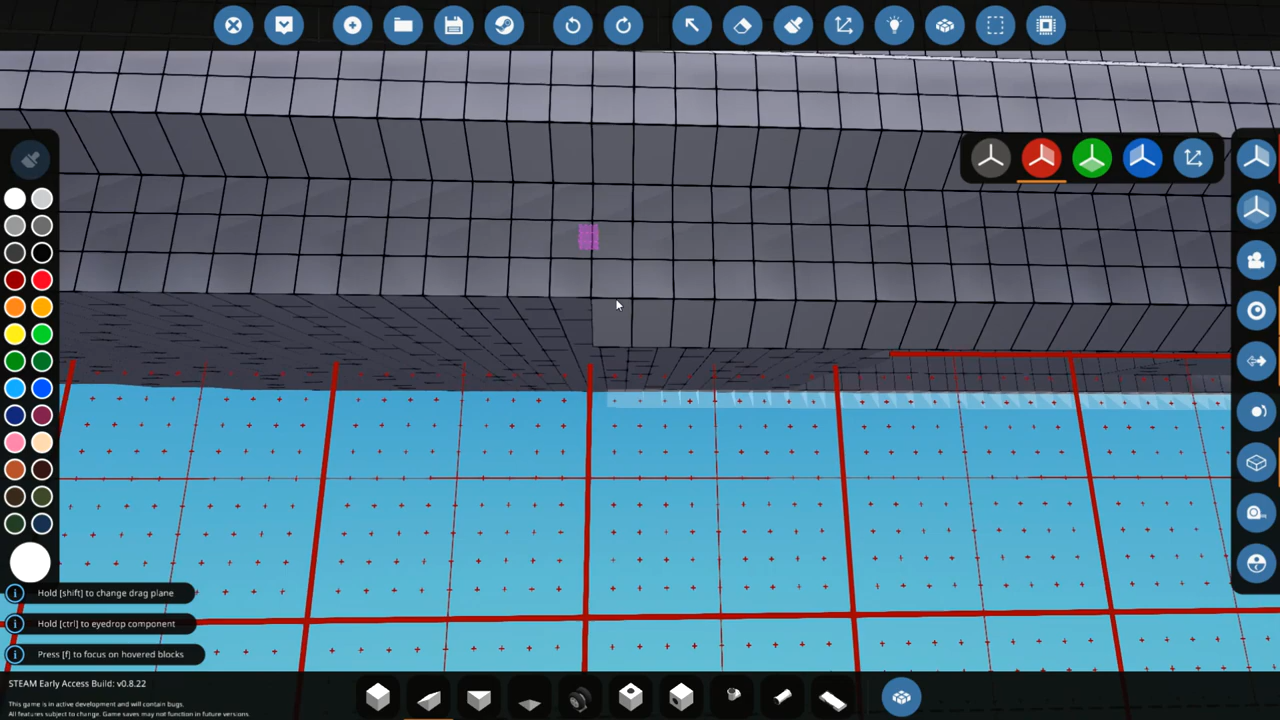 Hold [shift] to change drag plane
Hold [ctrl] to eyedrop component
Press [f] to focus on hovered blocks
STEAM Early Access Build: v0.8.22
This game is in active development and will contain bugs.
All features subject to change. Game saves may not function in future versions.